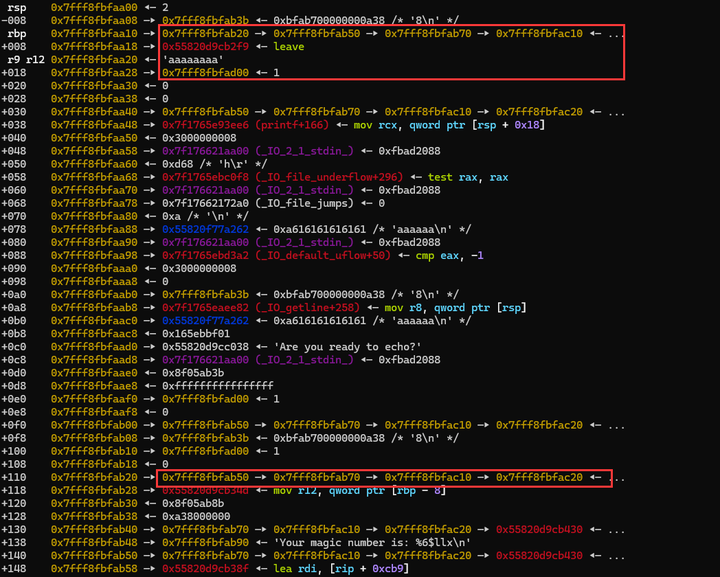 rsp 0x7fff8fbfaa00 ◂— 2
-008 0x7fff8fbfaa08 —▸ 0x7fff8fbfab3b ◂— 0xbfab700000000a38 /* '8\n' */
rbp 0x7fff8fbfaa10 —▸ 0x7fff8fbfab20 —▸ 0x7fff8fbfab50 —▸ 0x7fff8fbfab70 —▸ 0x7fff8fbfac10 ◂— ...
+008 0x7fff8fbfaa18 —▸ 0x55820d9cb2f9 ◂— leave
r9 r12 0x7fff8fbfaa20 ◂— 'aaaaaaaa'
+018 0x7fff8fbfaa28 —▸ 0x7fff8fbfad00 ◂— 1
+020 0x7fff8fbfaa30 ◂— 0
+028 0x7fff8fbfaa38 ◂— 0
+030 0x7fff8fbfaa40 —▸ 0x7fff8fbfab50 —▸ 0x7fff8fbfab70 —▸ 0x7fff8fbfac10 —▸ 0x7fff8fbfac20 ◂— ...
+038 0x7fff8fbfaa48 —▸ 0x7f1765e93ee6 (printf+166) ◂— mov rcx, qword ptr [rsp + 0x18]
+040 0x7fff8fbfaa50 ◂— 0x3000000008
+048 0x7fff8fbfaa58 —▸ 0x7f176621aa00 (_IO_2_1_stdin_) ◂— 0xfbad2088
+050 0x7fff8fbfaa60 ◂— 0xd68 /* 'h\r' */
+058 0x7fff8fbfaa68 —▸ 0x7f1765ebc0f8 (_IO_file_underflow+296) ◂— test rax, rax
+060 0x7fff8fbfaa70 —▸ 0x7f176621aa00 (_IO_2_1_stdin_) ◂— 0xfbad2088
+068 0x7fff8fbfaa78 —▸ 0x7f17662172a0 (_IO_file_jumps) ◂— 0
+070 0x7fff8fbfaa80 ◂— 0xa /* '\n' */
+078 0x7fff8fbfaa88 —▸ 0x55820f77a262 ◂— 0xa616161616161 /* 'aaaaaa\n' */
+080 0x7fff8fbfaa90 —▸ 0x7f176621aa00 (_IO_2_1_stdin_) ◂— 0xfbad2088
+088 0x7fff8fbfaa98 —▸ 0x7f1765ebd3a2 (_IO_default_uflow+50) ◂— cmp eax, -1
+090 0x7fff8fbfaaa0 ◂— 0x3000000008
+098 0x7fff8fbfaaa8 ◂— 0
+0a0 0x7fff8fbfaab0 —▸ 0x7fff8fbfab3b ◂— 0xbfab700000000a38 /* '8\n' */
+0a8 0x7fff8fbfaab8 —▸ 0x7f1765eaee82 (_IO_getline+258) ◂— mov r8, qword ptr [rsp]
+0b0 0x7fff8fbfaac0 —▸ 0x55820f77a262 ◂— 0xa616161616161 /* 'aaaaaa\n' */
+0b8 0x7fff8fbfaac8 ◂— 0x165ebbf01
+0c0 0x7fff8fbfaad0 —▸ 0x55820d9cc038 ◂— 'Are you ready to echo?'
+0c8 0x7fff8fbfaad8 —▸ 0x7f176621aa00 (_IO_2_1_stdin_) ◂— 0xfbad2088
+0d0 0x7fff8fbfaae0 ◂— 0x8f05ab3b
+0d8 0x7fff8fbfaae8 ◂— 0xffffffffffffffff
+0e0 0x7fff8fbfaaf0 —▸ 0x7fff8fbfad00 ◂— 1
+0e8 0x7fff8fbfaaf8 ◂— 0
+0f0 0x7fff8fbfab00 —▸ 0x7fff8fbfab50 —▸ 0x7fff8fbfab70 —▸ 0x7fff8fbfac10 —▸ 0x7fff8fbfac20 ◂— ...
+0f8 0x7fff8fbfab08 —▸ 0x7fff8fbfab3b ◂— 0xbfab700000000a38 /* '8\n' */
+100 0x7fff8fbfab10 —▸ 0x7fff8fbfad00 ◂— 1
+108 0x7fff8fbfab18 ◂— 0
+110 0x7fff8fbfab20 —▸ 0x7fff8fbfab50 —▸ 0x7fff8fbfab70 —▸ 0x7fff8fbfac10 —▸ 0x7fff8fbfac20 ◂— ...
+118 0x7fff8fbfab28 —▸ 0x55820d9cb34d ◂— mov r12, qword ptr [rbp - 8]
+120 0x7fff8fbfab30 ◂— 0x8f05ab8b
+128 0x7fff8fbfab38 ◂— 0xa38000000
+130 0x7fff8fbfab40 —▸ 0x7fff8fbfab70 —▸ 0x7fff8fbfac10 —▸ 0x7fff8fbfac20 —▸ 0x55820d9cb430 ◂— ...
+138 0x7fff8fbfab48 —▸ 0x7fff8fbfab90 ◂— 'Your magic number is: %6$llx\n'
+140 0x7fff8fbfab50 —▸ 0x7fff8fbfab70 —▸ 0x7fff8fbfac10 —▸ 0x7fff8fbfac20 —▸ 0x55820d9cb430 ◂— ...
+148 0x7fff8fbfab58 —▸ 0x55820d9cb38f ◂— lea rdi, [rip + 0xcb9]